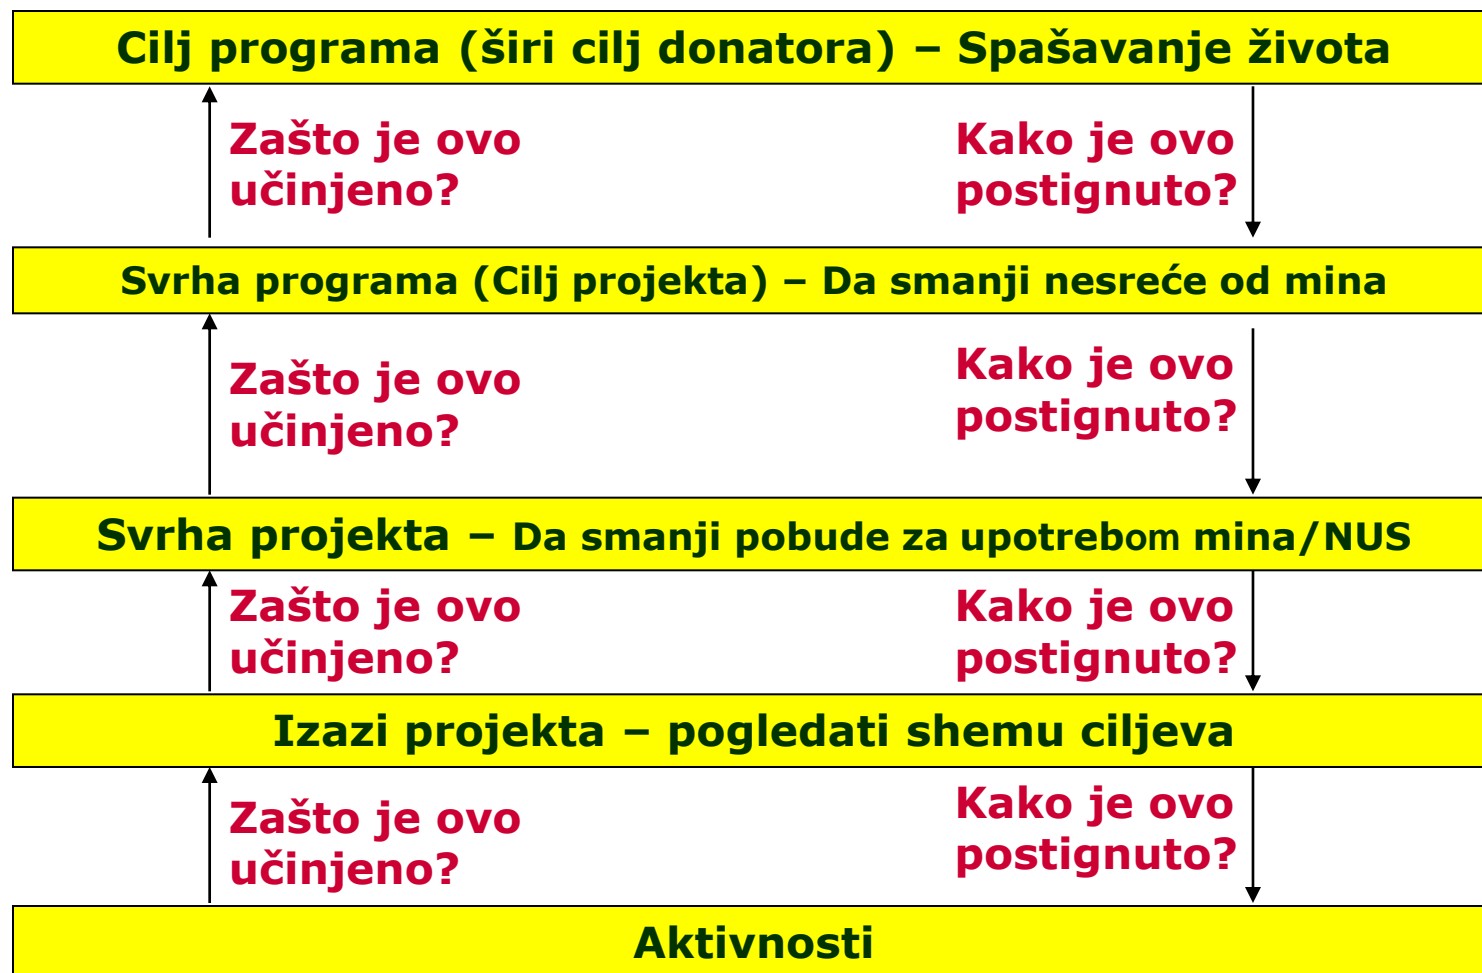 Cilj programa (širi cilj donatora) – Spašavanje života
Zašto je ovo
učinjeno?
Kako je ovo
postignuto?
Svrha programa (Cilj projekta) – Da smanji nesreće od mina
Zašto je ovo
učinjeno?
Kako je ovo
postignuto?
Svrha projekta – Da smanji pobude za upotrebom mina/NUS
Zašto je ovo
učinjeno?
Kako je ovo
postignuto?
Izazi projekta – pogledati shemu ciljeva
Zašto je ovo
učinjeno?
Kako je ovo
postignuto?
Aktivnosti